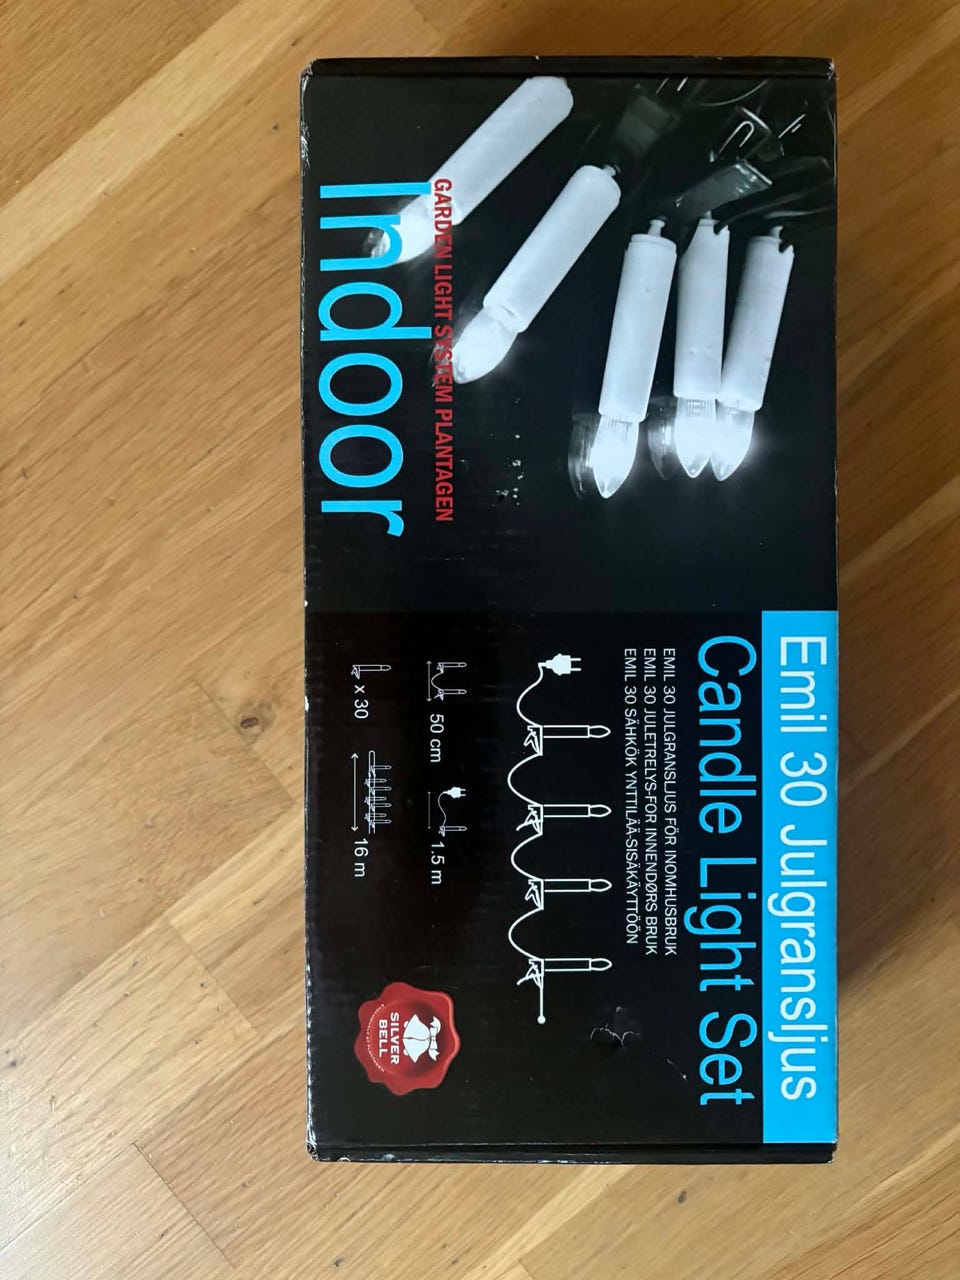 Emil 30 Julgransljus
Candle Light Set
EMIL 30 JULGRANSLJUS FÖR INOMHUSBRUK
EMIL 30 JULETRELYS-FOR INNENDØRS BRUK
EMIL 30 SÄHKÖK YNTTILÄÄ-SISÄKÄYTTÖÖN
GARDEN LIGHT SYSTEM PLANTAGEN
Indoor
50 cm
1.5 m
x 30
16 m
SILVER
BELL